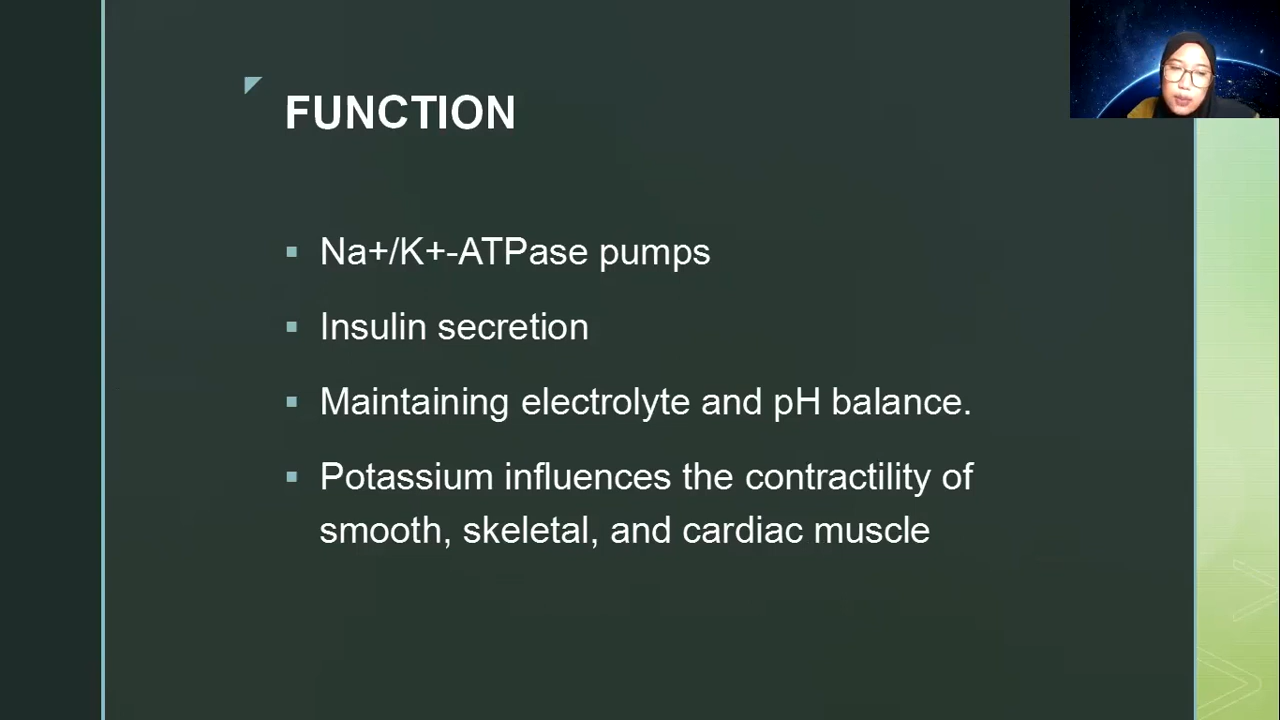 FUNCTION
Na+/K+-ATPase pumps
Insulin secretion
Maintaining electrolyte and pH balance.
Potassium influences the contractility of
smooth, skeletal, and cardiac muscle